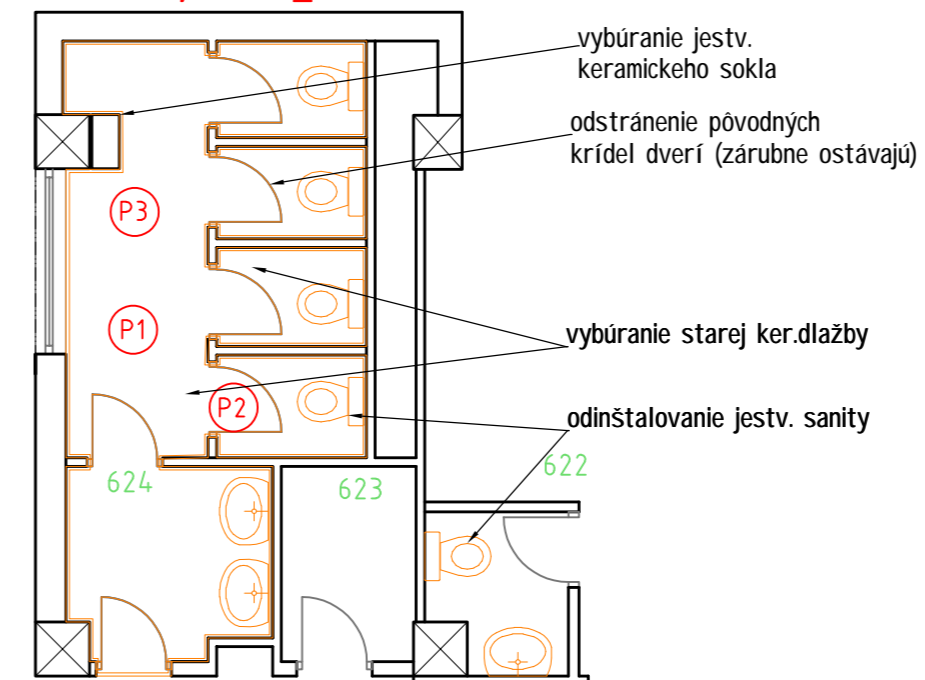 vybúranie jestv.
keramickeho sokla
odstránenie pôvodných
krídel dverí (zárubne ostávajú)
P3
P1
vybúranie starej ker.dlažby
P2
odinštalovanie jestv. sanity
622
624
623